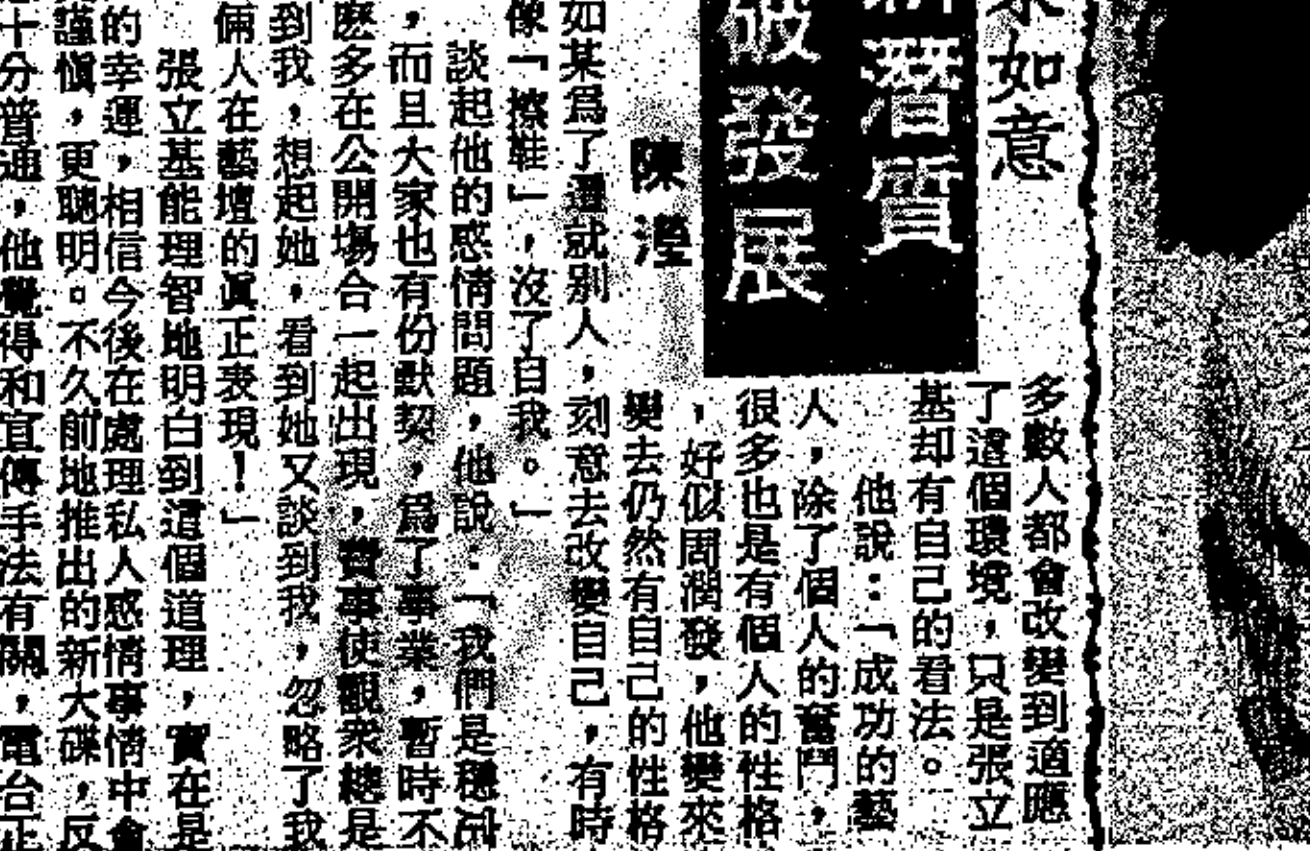 如意
潛質
破發展
陳瀅
多數人都會改變到適應
了這個環境，只是張立
基却有自己的看法。
他說：「成功的藝
人，除了個人的奮鬥，
很多也是有個人的性格
，好似周潤發，他變來
變去仍然有自己的性格
如某爲了遷就別人，刻意去改變自己，有時
像「擦鞋」，沒了自我。」
談起他的感情問題，他說：「我們是穩
，而且大家也有份默契，爲了事業，暫時不
麽多在公開場合一起出現，實事使觀衆總是
到我，想起她，看到她又談到我，忽略了我
倆人在藝壇的眞正表現！」
張立基能理智地明白到這個道理，實在是
的幸運，相信今後在處理私人感情事情中會
謹慎，更聰明。不久前地推出的新大碟，反
十分普通，他覺得和宣傳手法有關，電台正